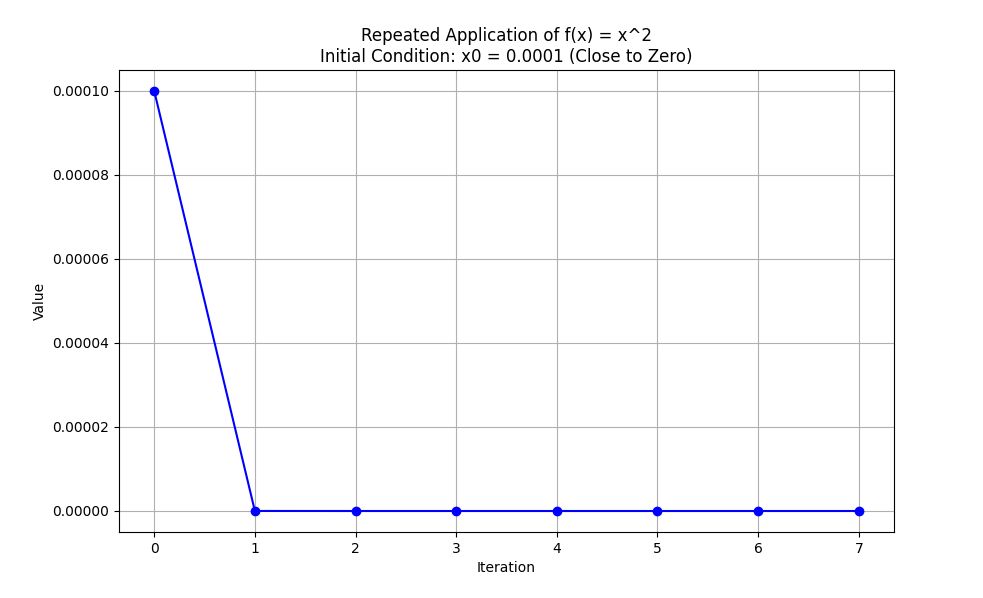 Repeated Application of f(x) = x^2
Initial Condition: x0 = 0.0001 (Close to Zero)
0.00010
0.00008
0.00006
0.00004
0.00002
0.00000
Value
0 1 2 3 4 5 6 7
Iteration